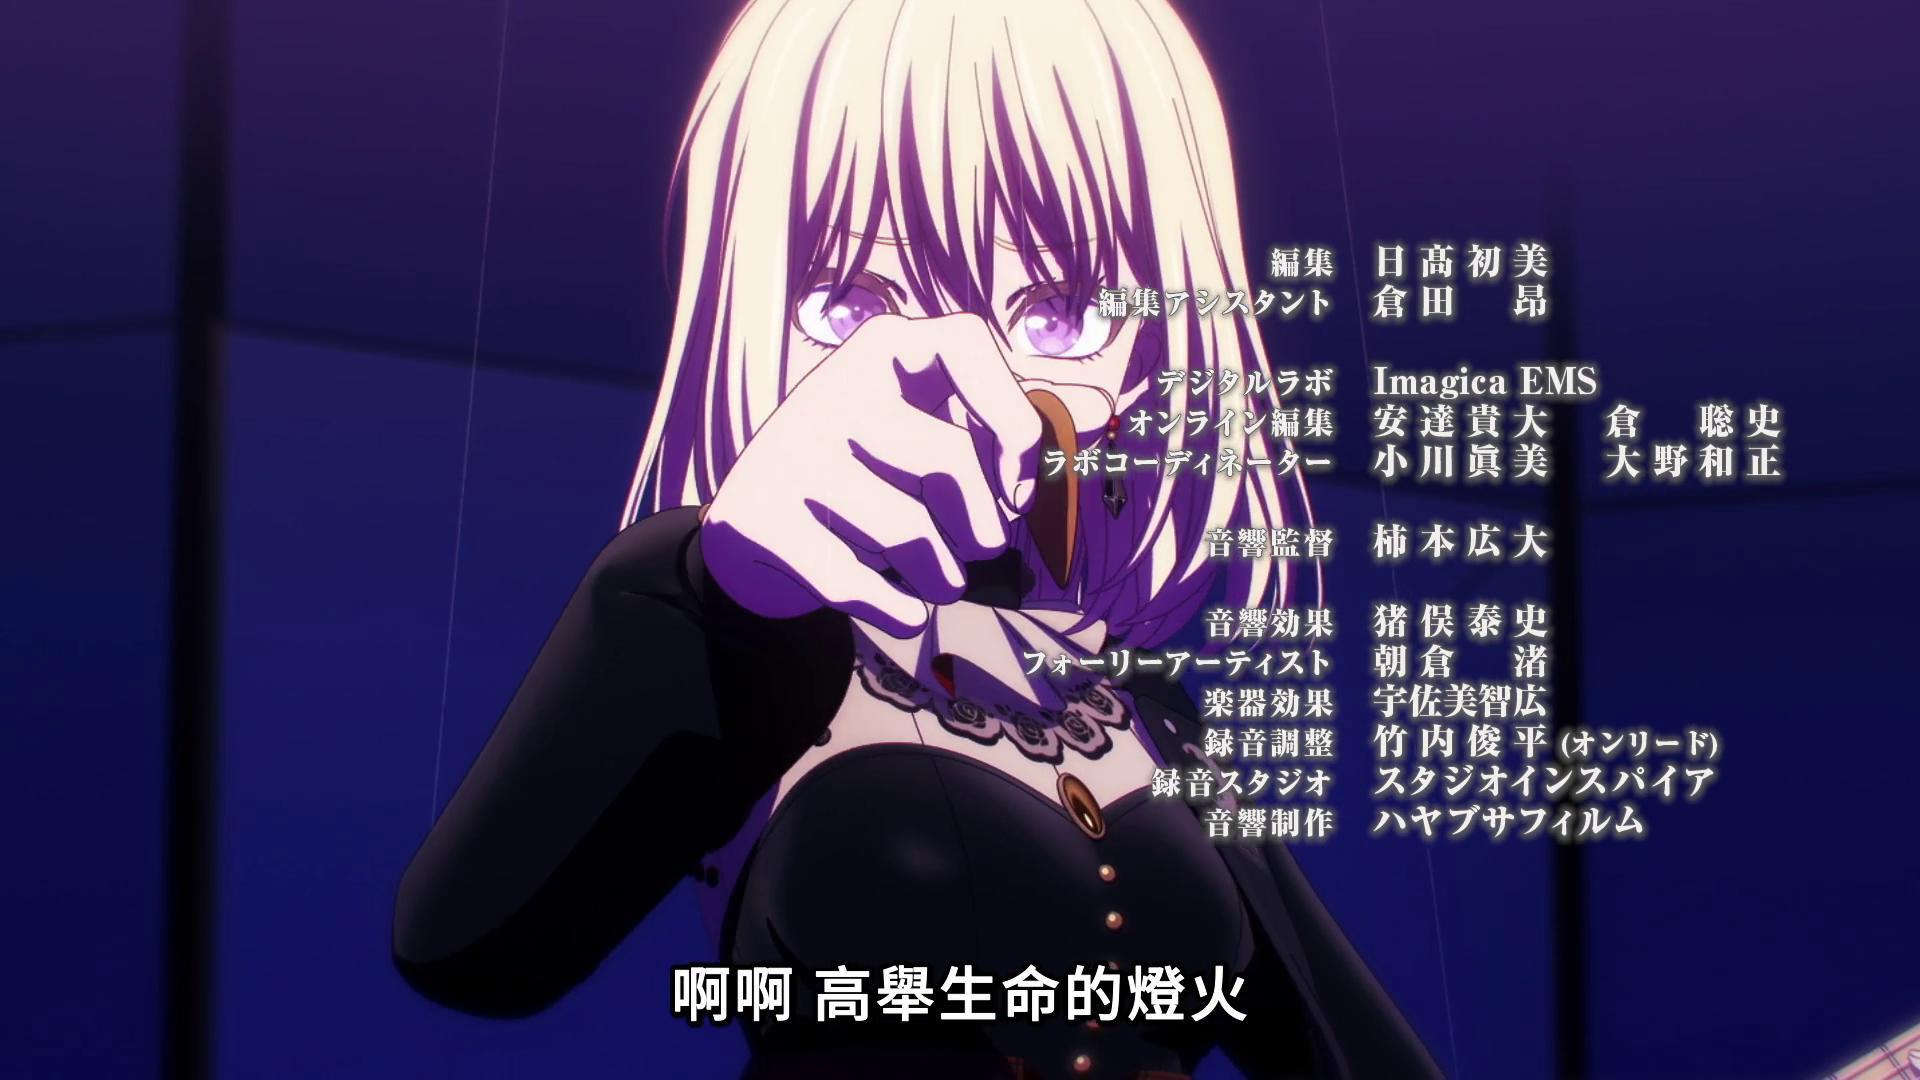 編集 日髙初美
編集アシスタント 倉田 昂
デジタルラボ Imagica EMS
オンライン編集 安達貴大 倉 聡史
ラボコーディネーター 小川眞美 大野和正
音響監督 柿本広大
音響効果 猪俣泰史
フォーリーアーティスト 朝倉 渚
楽器効果 宇佐美智広
録音調整 竹内俊平(オンリード)
録音スタジオ スタジオインスパイア
音響制作 ハヤブサフィルム
啊啊 高舉生命的燈火